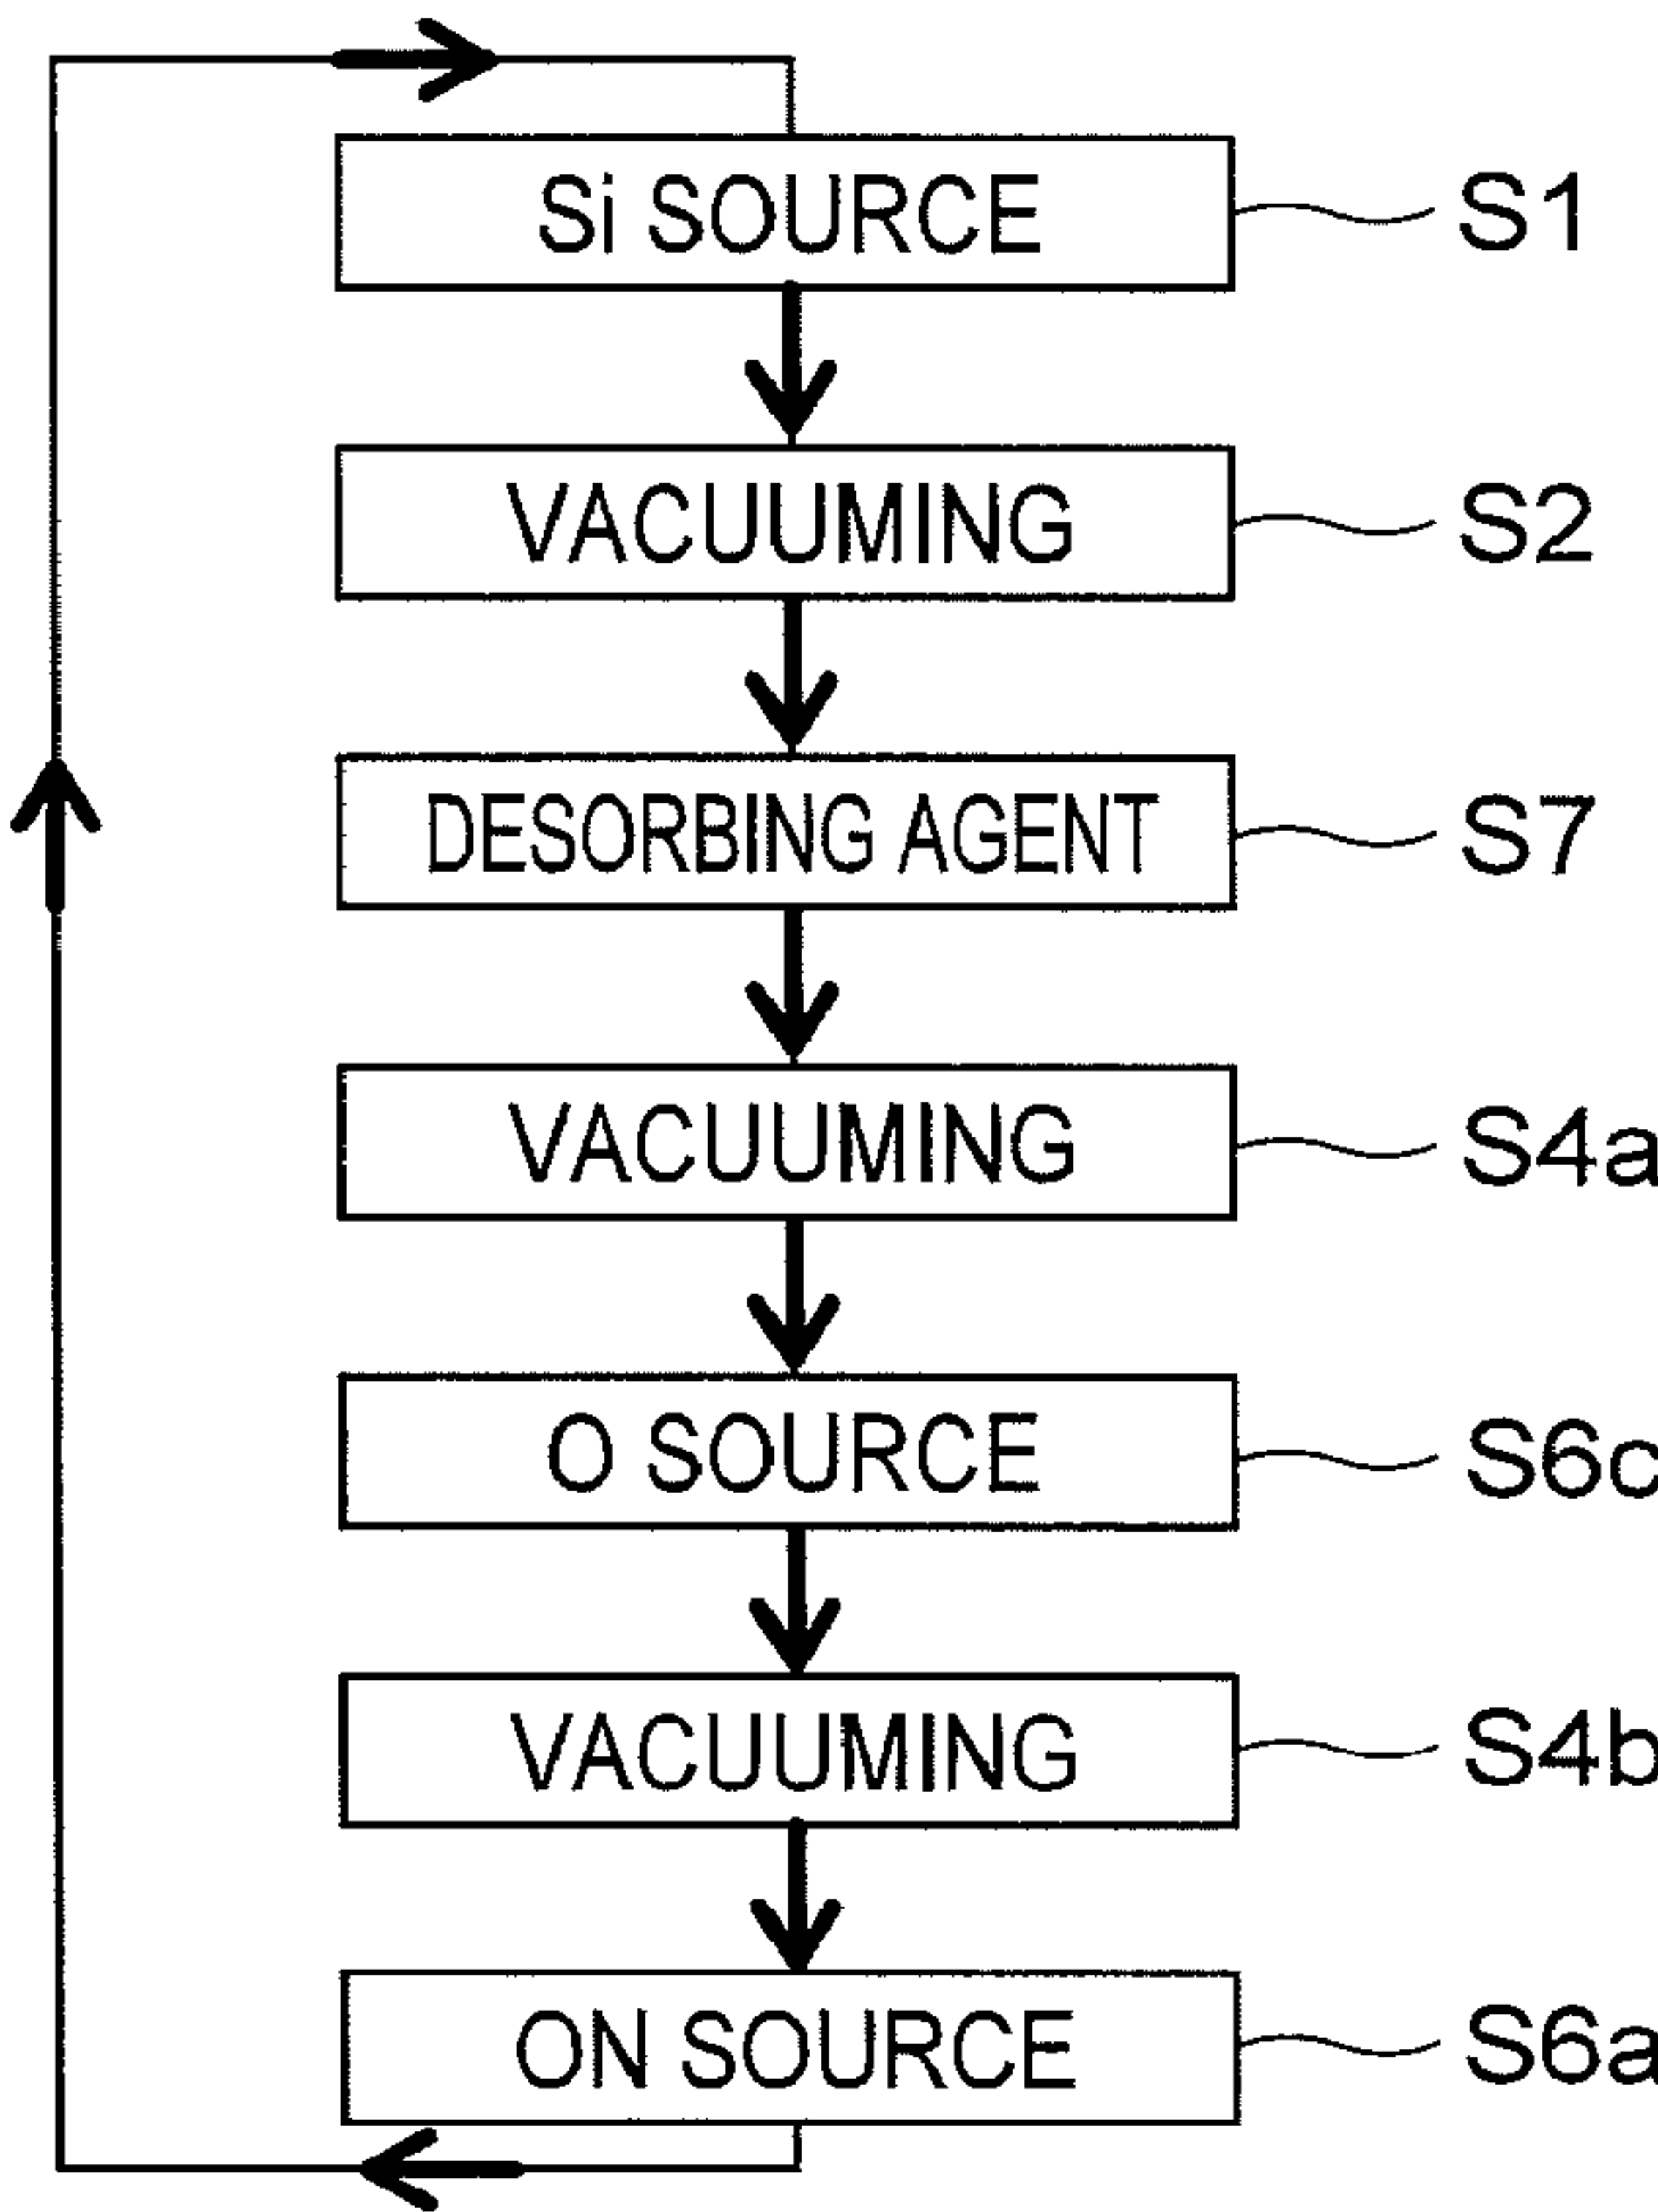 Si SOURCE S1
VACUUMING S2
DESORBING AGENT S7
VACUUMING S4a
O SOURCE S6c
VACUUMING S4b
ON SOURCE S6a